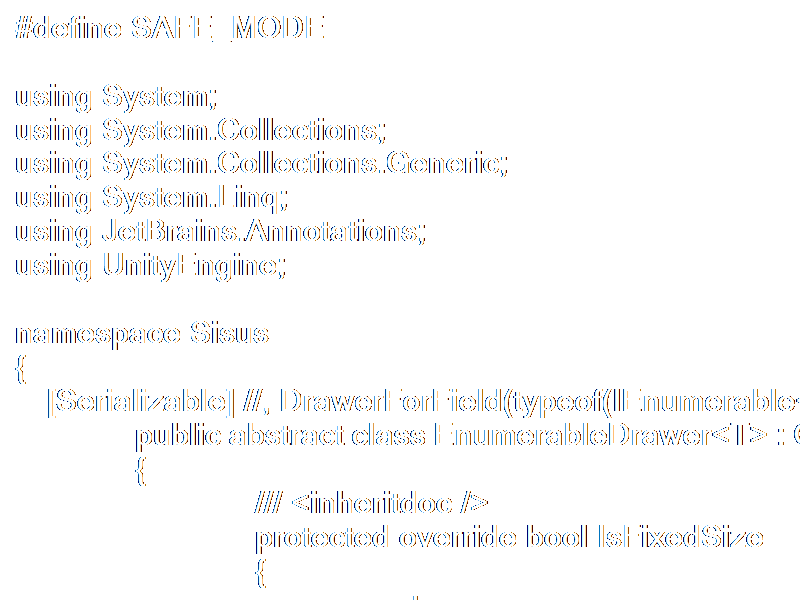 #define SAFE_MODE
using System;
using System.Collections;
using System.Collections.Generic;
using System.Linq;
using JetBrains.Annotations;
using UnityEngine;
namespace Sisus
{
[Serializable] //, DrawerForField(typeof(IEnumerable<
public abstract class EnumerableDrawer<T> :
{
//// <inheritdoc />
protected override bool IsFixedSize
{